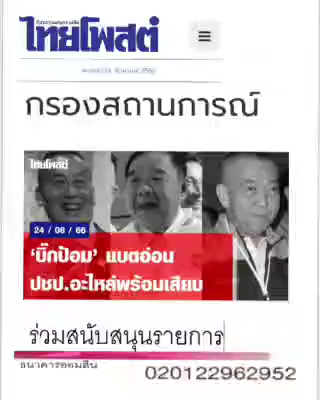 ไทยโพสต์
กรองสถานการณ์
ไทยโพสต์
24 / 08 / 66
‘บิ๊กป้อม’ แบตอ่อน
ปชป.อะไหล่พร้อมเสียบ
ร่วมสนับสนุนรายการ
ธนาคารออมสิน
020122962952